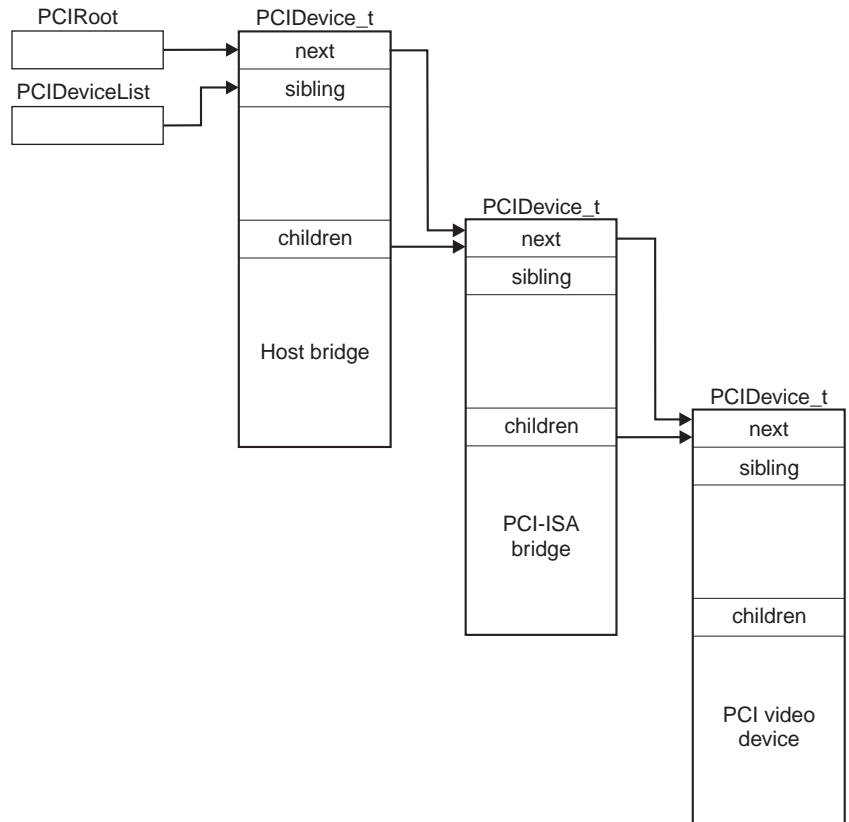 PCIRoot
PCIDevice_t
next
PCIDeviceList
sibling
children
Host bridge
PCIDevice_t
next
sibling
children
PCI-ISA
bridge
PCIDevice_t
next
sibling
children
PCI video
device